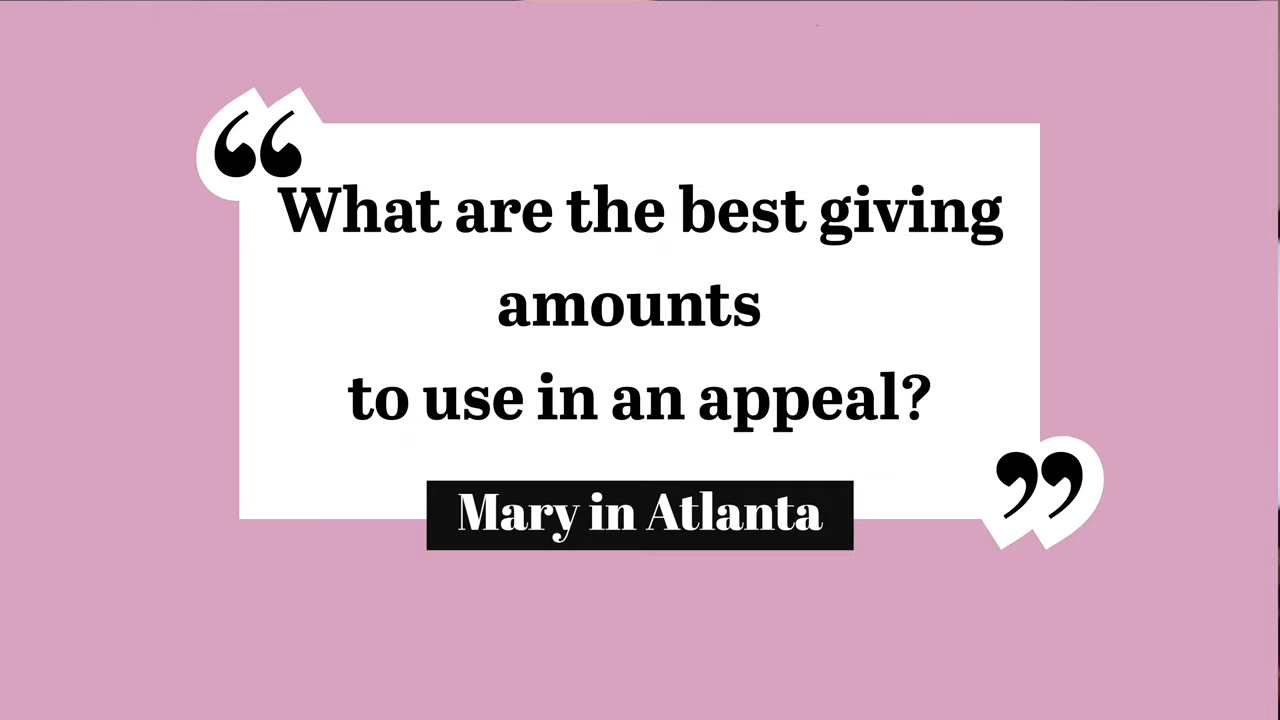 “
What are the best giving
amounts
to use in an appeal?
”
Mary in Atlanta